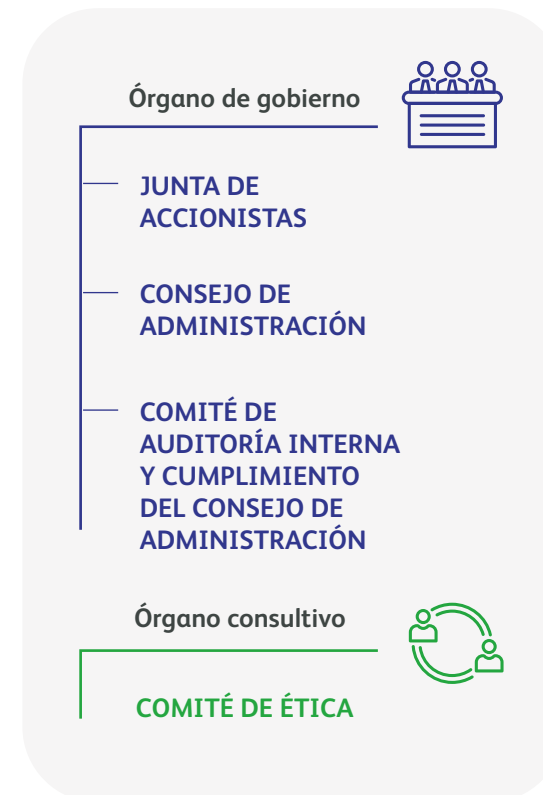 Órgano de gobierno
JUNTA DE
ACCIONISTAS
CONSEJO DE
ADMINISTRACIÓN
COMITÉ DE
AUDITORÍA INTERNA
Y CUMPLIMIENTO
DEL CONSEJO DE
ADMINISTRACIÓN
Órgano consultivo
COMITÉ DE ÉTICA